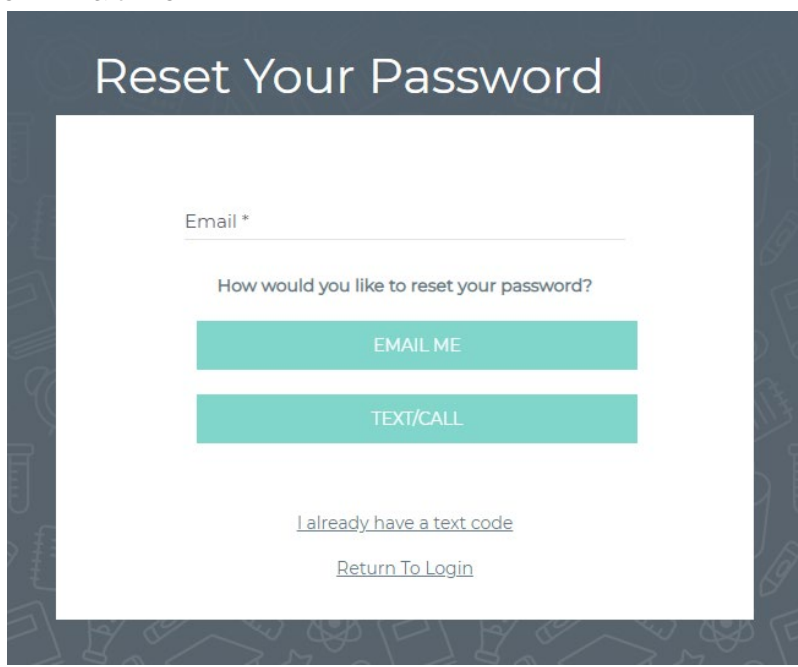 Reset Your Password
Email *
How would you like to reset your password?
EMAIL ME
TEXT/CALL
I already have a text code
Return To Login